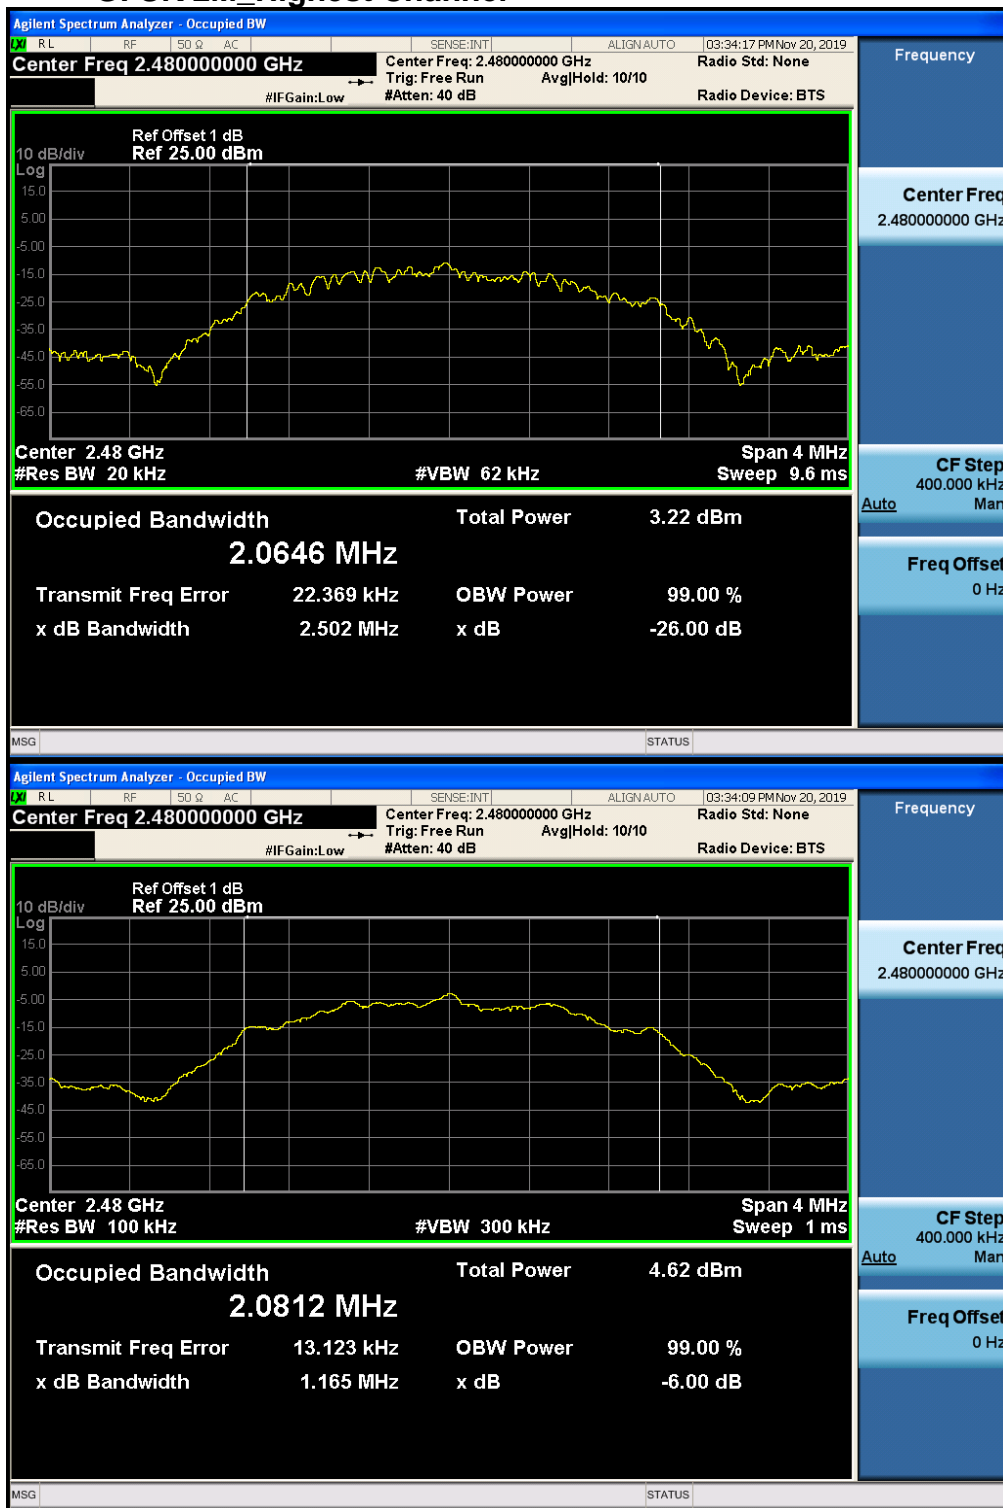 Highest Channel
Agilent Spectrum Analyzer - Occupied BW
LXI RL RF 50 Ω AC SENSE:INT ALIGN AUTO 03:34:17 PM Nov 20, 2019
Center Freq 2.480000000 GHz
Center Freq: 2.480000000 GHz
Radio Std: None
Trig: Free Run Avg|Hold: 10/10
#IFGain:Low #Atten: 40 dB
Radio Device: BTS
Frequency
Ref Offset 1 dB
10 dB/div Ref 25.00 dBm
Log
15.0
5.00
-5.00
-15.0
-25.0
-35.0
-45.0
-55.0
-65.0
Center 2.48 GHz Span 4 MHz
#Res BW 20 kHz #VBW 62 kHz Sweep 9.6 ms
Center Freq
2.480000000 GHz
CF Step
400.000 kHz
Auto Man
Freq Offset
0 Hz
Occupied Bandwidth Total Power 3.22 dBm
2.0646 MHz
Transmit Freq Error 22.369 kHz OBW Power 99.00 %
x dB Bandwidth 2.502 MHz x dB -26.00 dB
MSG STATUS
Agilent Spectrum Analyzer - Occupied BW
LXI RL RF 50 Ω AC SENSE:INT ALIGN AUTO 03:34:09 PM Nov 20, 2019
Center Freq 2.480000000 GHz
Center Freq: 2.480000000 GHz
Radio Std: None
Trig: Free Run Avg|Hold: 10/10
#IFGain:Low #Atten: 40 dB
Radio Device: BTS
Frequency
Ref Offset 1 dB
10 dB/div Ref 25.00 dBm
Log
15.0
5.00
-5.00
-15.0
-25.0
-35.0
-45.0
-55.0
-65.0
Center 2.48 GHz Span 4 MHz
#Res BW 100 kHz #VBW 300 kHz Sweep 1 ms
Center Freq
2.480000000 GHz
CF Step
400.000 kHz
Auto Man
Freq Offset
0 Hz
Occupied Bandwidth Total Power 4.62 dBm
2.0812 MHz
Transmit Freq Error 13.123 kHz OBW Power 99.00 %
x dB Bandwidth 1.165 MHz x dB -6.00 dB
MSG STATUS